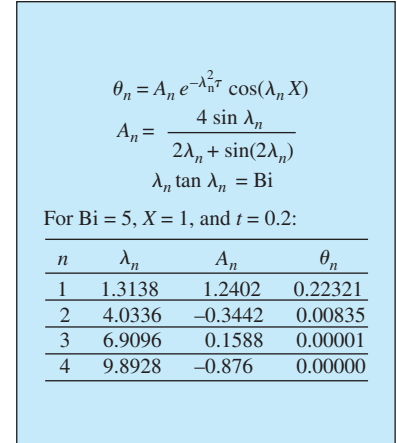 θₙ = Aₙ e^{−λₙ²τ} cos(λₙ X)
Aₙ = 4 sin λₙ / (2λₙ + sin(2λₙ))
λₙ tan λₙ = Bi
For Bi = 5, X = 1, and t = 0.2:
n λₙ Aₙ θₙ
1 1.3138 1.2402 0.22321
2 4.0336 –0.3442 0.00835
3 6.9096 0.1588 0.00001
4 9.8928 –0.876 0.00000